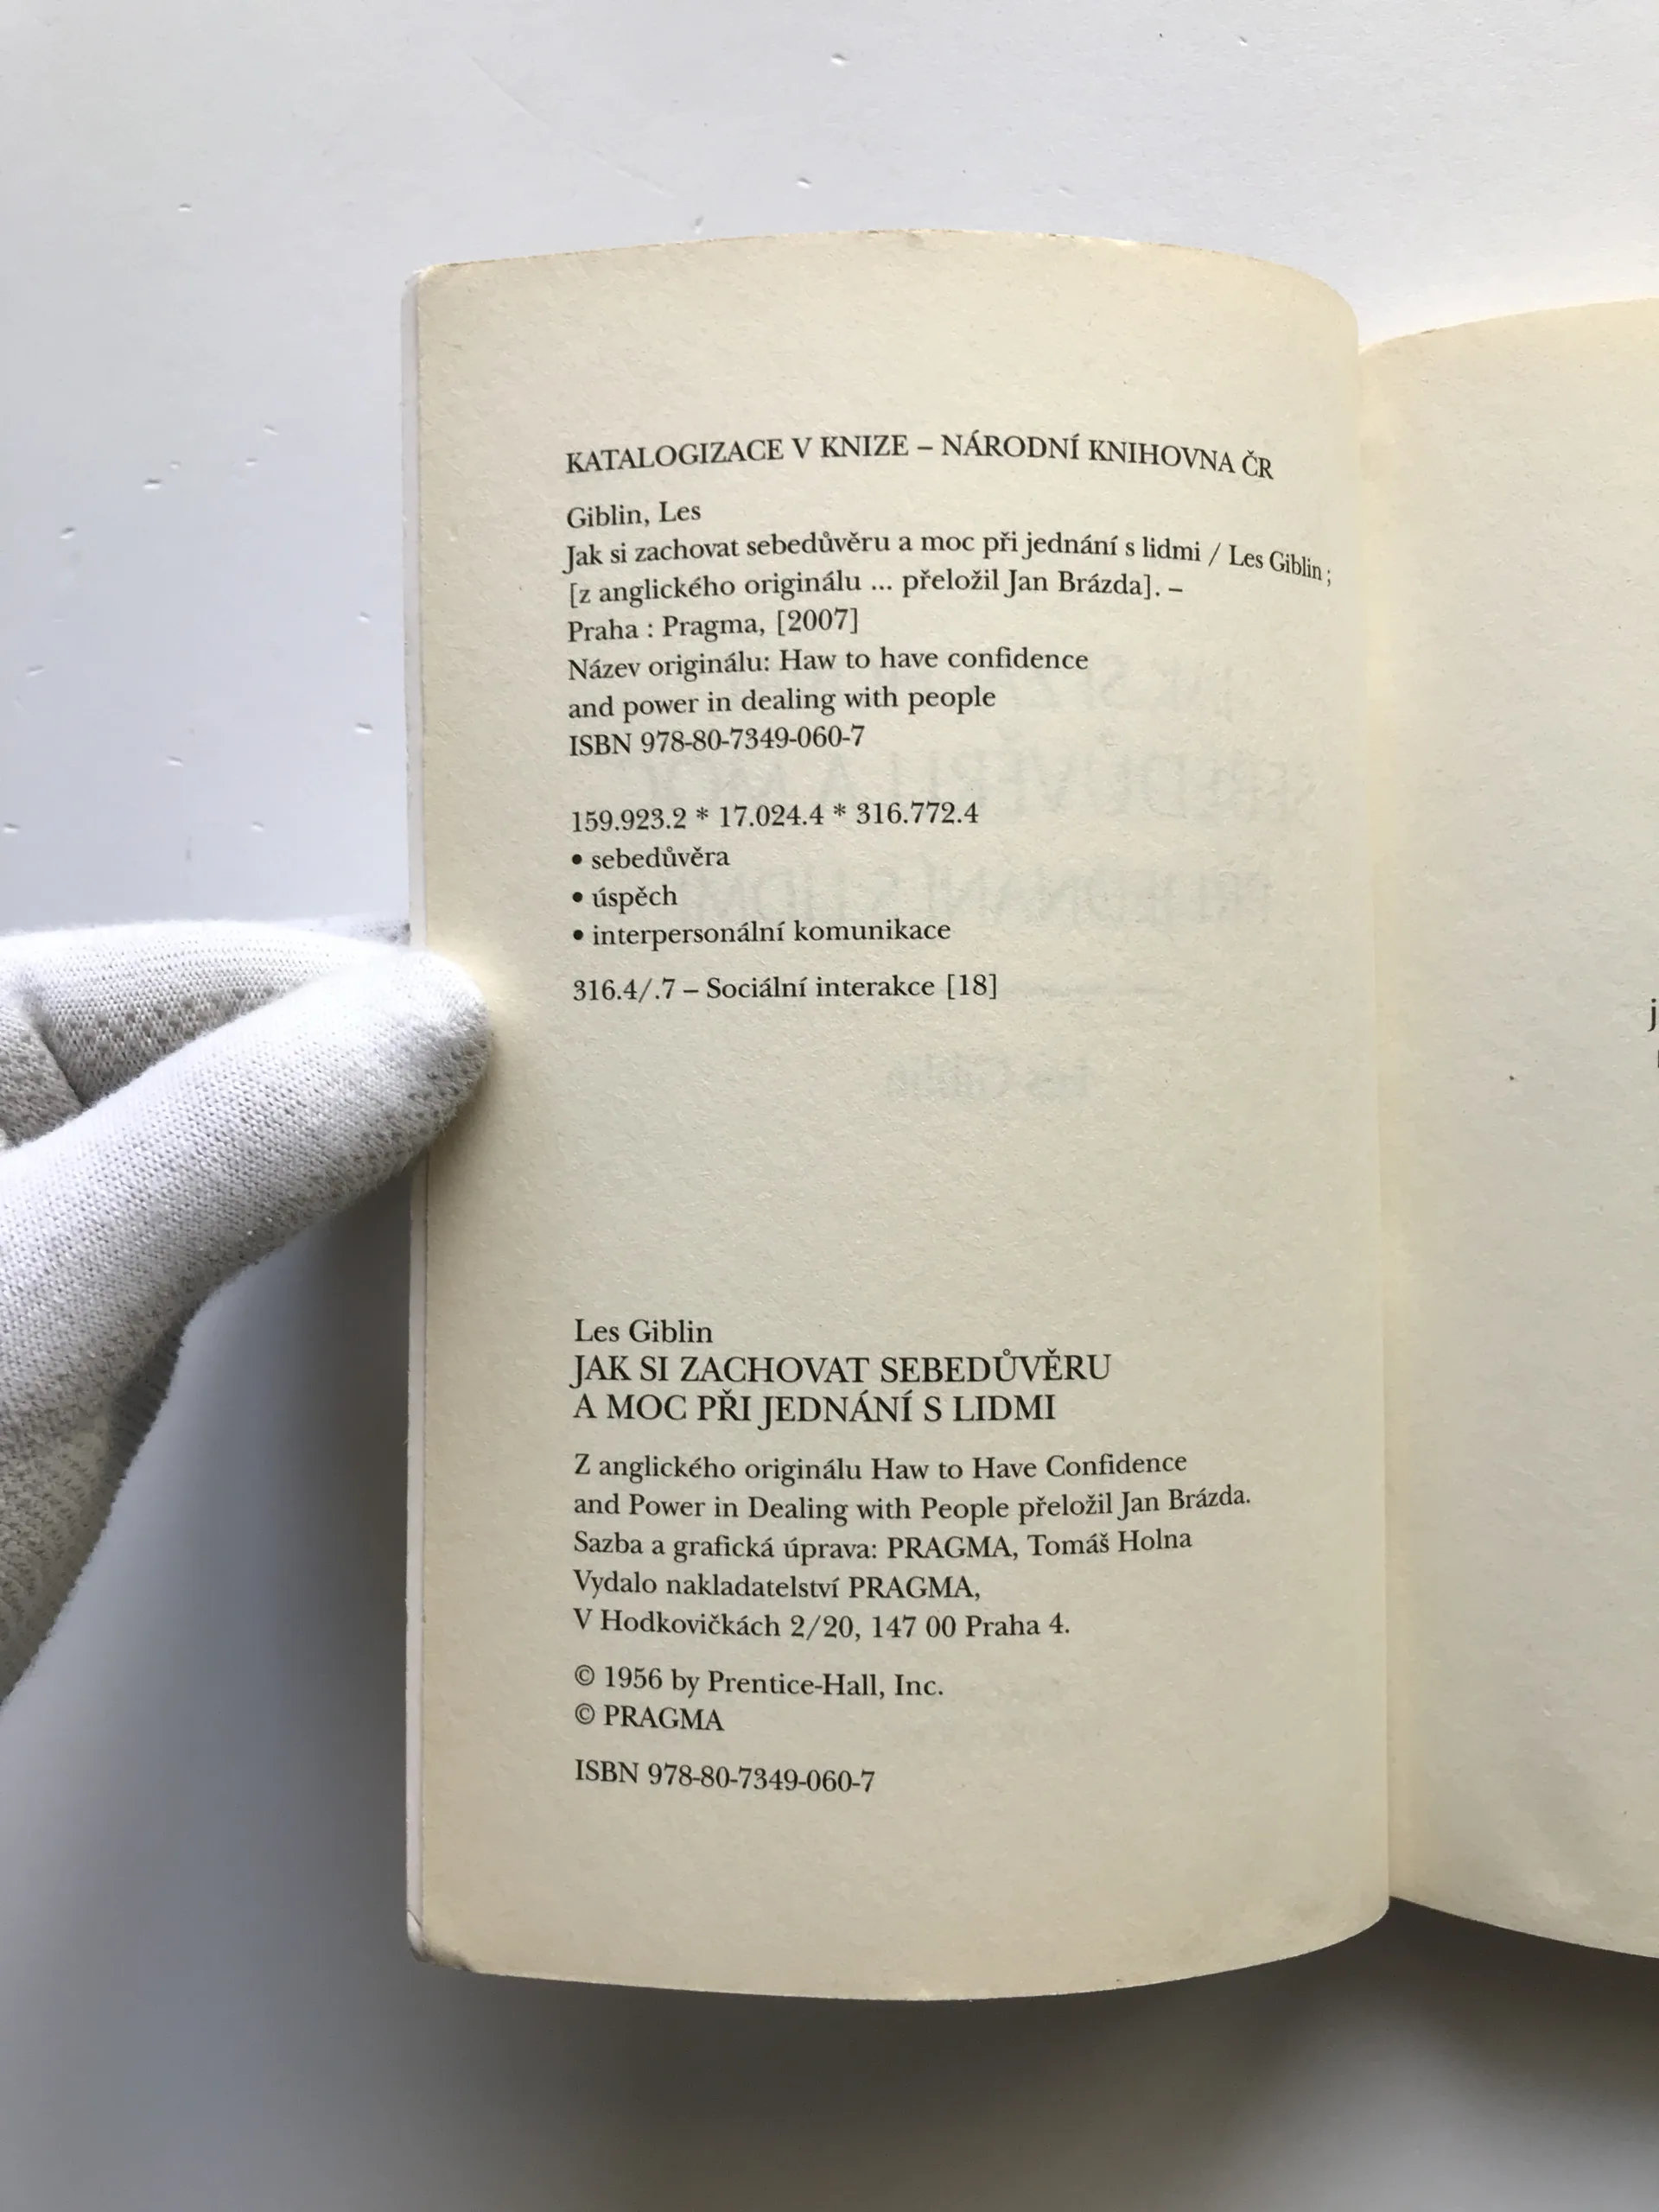 KATALOGIZACE V KNIZE – NÁRODNÍ KNIHOVNA ČR
Giblin, Les
Jak si zachovat sebedůvěru a moc při jednání s lidmi / Les Giblin ;
[z anglického originálu ... přeložil Jan Brázda]. –
Praha : Pragma, [2007]
Název originálu: Haw to have confidence
and power in dealing with people
ISBN 978-80-7349-060-7
159.923.2 * 17.024.4 * 316.772.4
• sebedůvěra
• úspěch
• interpersonální komunikace
316.4/.7 – Sociální interakce [18]
Les Giblin
JAK SI ZACHOVAT SEBEDŮVĚRU
A MOC PŘI JEDNÁNÍ S LIDMI
Z anglického originálu Haw to Have Confidence
and Power in Dealing with People přeložil Jan Brázda.
Sazba a grafická úprava: PRAGMA, Tomáš Holna
Vydalo nakladatelství PRAGMA,
V Hodkovičkách 2/20, 147 00 Praha 4.
© 1956 by Prentice-Hall, Inc.
© PRAGMA
ISBN 978-80-7349-060-7